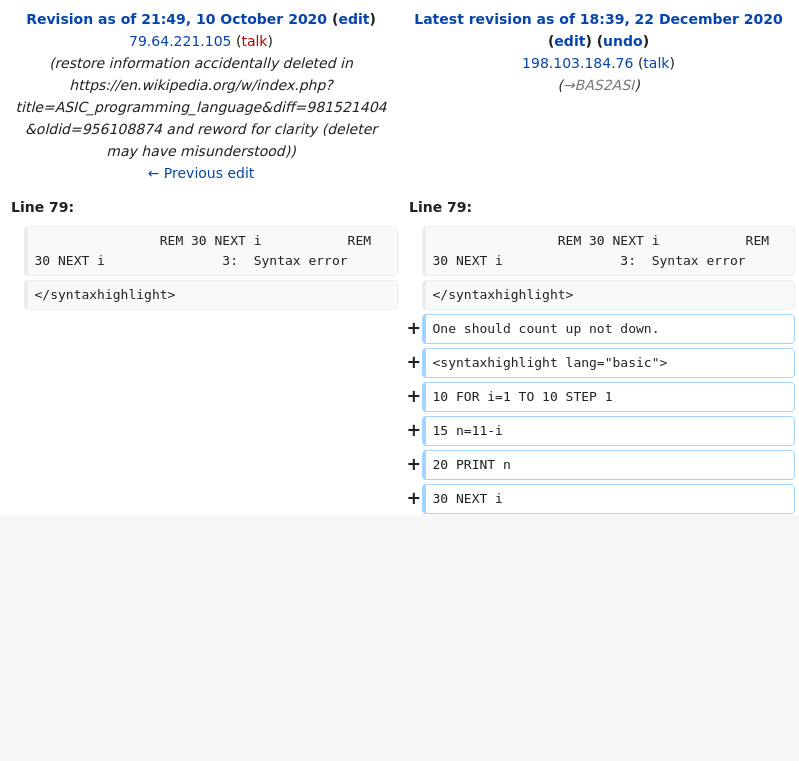 Revision as of 21:49, 10 October 2020 (edit)
79.64.221.105 (talk)
(restore information accidentally deleted in
https://en.wikipedia.org/w/index.php?
title=ASIC_programming_language&diff=981521404
&oldid=956108874 and reword for clarity (deleter
may have misunderstood))
← Previous edit
Latest revision as of 18:39, 22 December 2020
(edit) (undo)
198.103.184.76 (talk)
(→BAS2ASI)
Line 79:
Line 79:
                REM 30 NEXT i           REM
30 NEXT i               3:  Syntax error
                REM 30 NEXT i           REM
30 NEXT i               3:  Syntax error
</syntaxhighlight>
</syntaxhighlight>
+ One should count up not down.
+ <syntaxhighlight lang="basic">
+ 10 FOR i=1 TO 10 STEP 1
+ 15 n=11-i
+ 20 PRINT n
+ 30 NEXT i